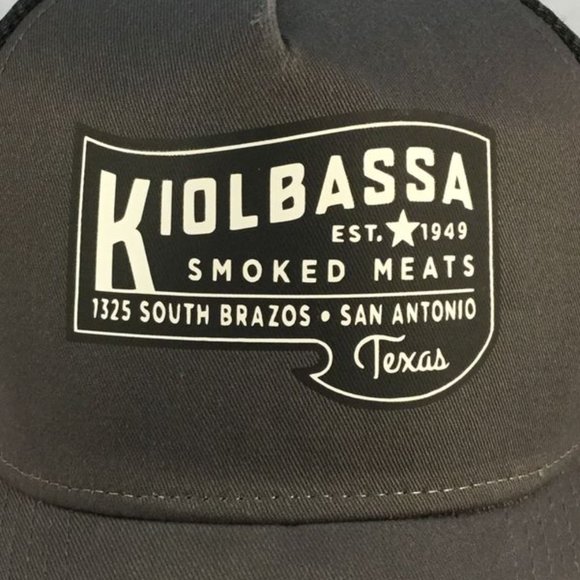 KIOLBASSA
EST. ★ 1949
SMOKED MEATS
1325 SOUTH BRAZOS • SAN ANTONIO
Texas